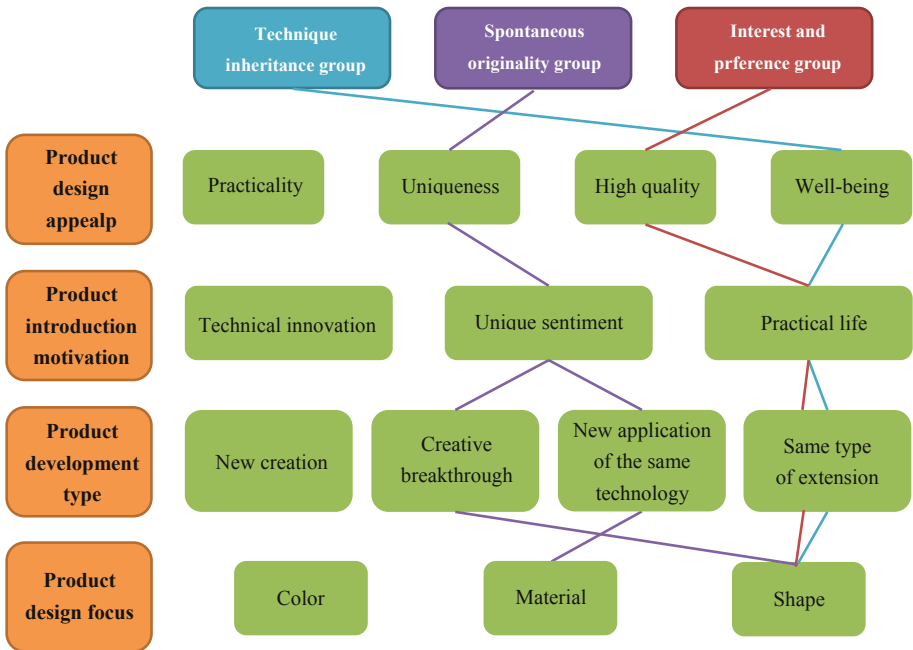 Technique
inheritance group
Spontaneous
originality group
Interest and
prference group
Product
design
appealp
Practicality
Uniqueness
High quality
Well-being
Product
introduction
motivation
Technical innovation
Unique sentiment
Practical life
Product
development
type
New creation
Creative
breakthrough
New application
of the same
technology
Same type
of extension
Product
design focus
Color
Material
Shape